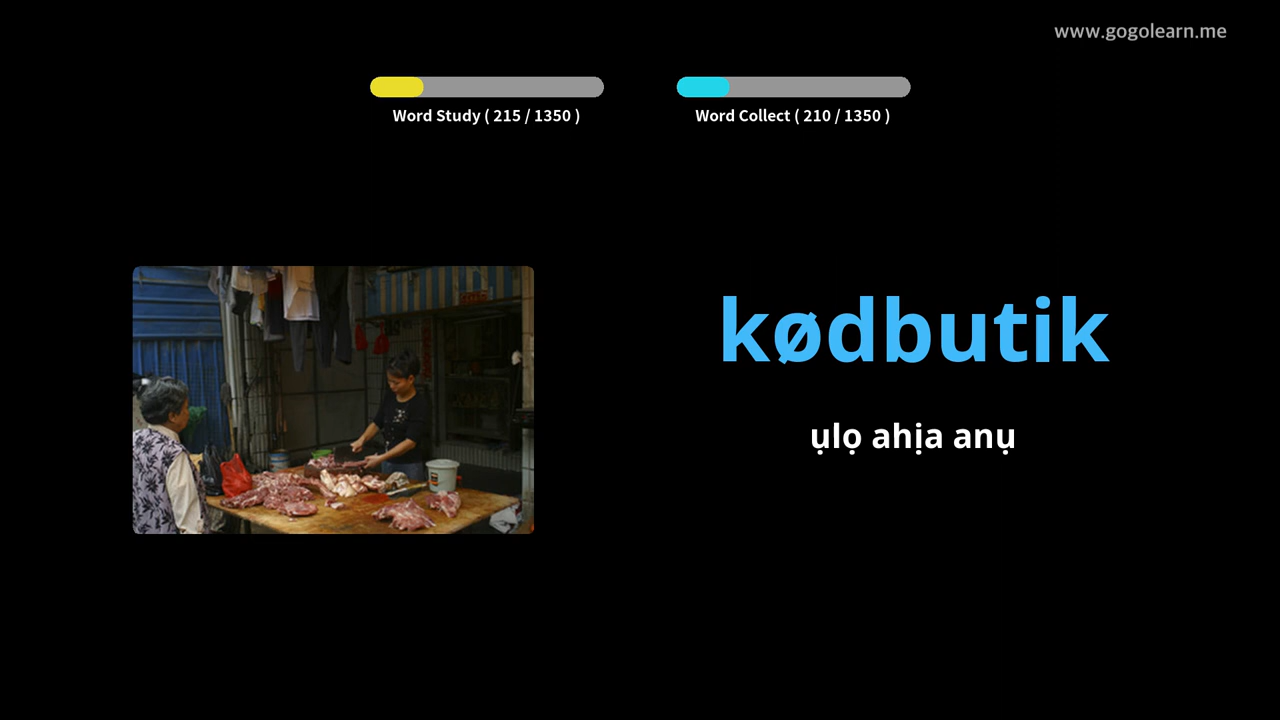 www.gogolearn.me
Word Study ( 215 / 1350 )
Word Collect ( 210 / 1350 )
kødbutik
ụlọ ahịa anụ